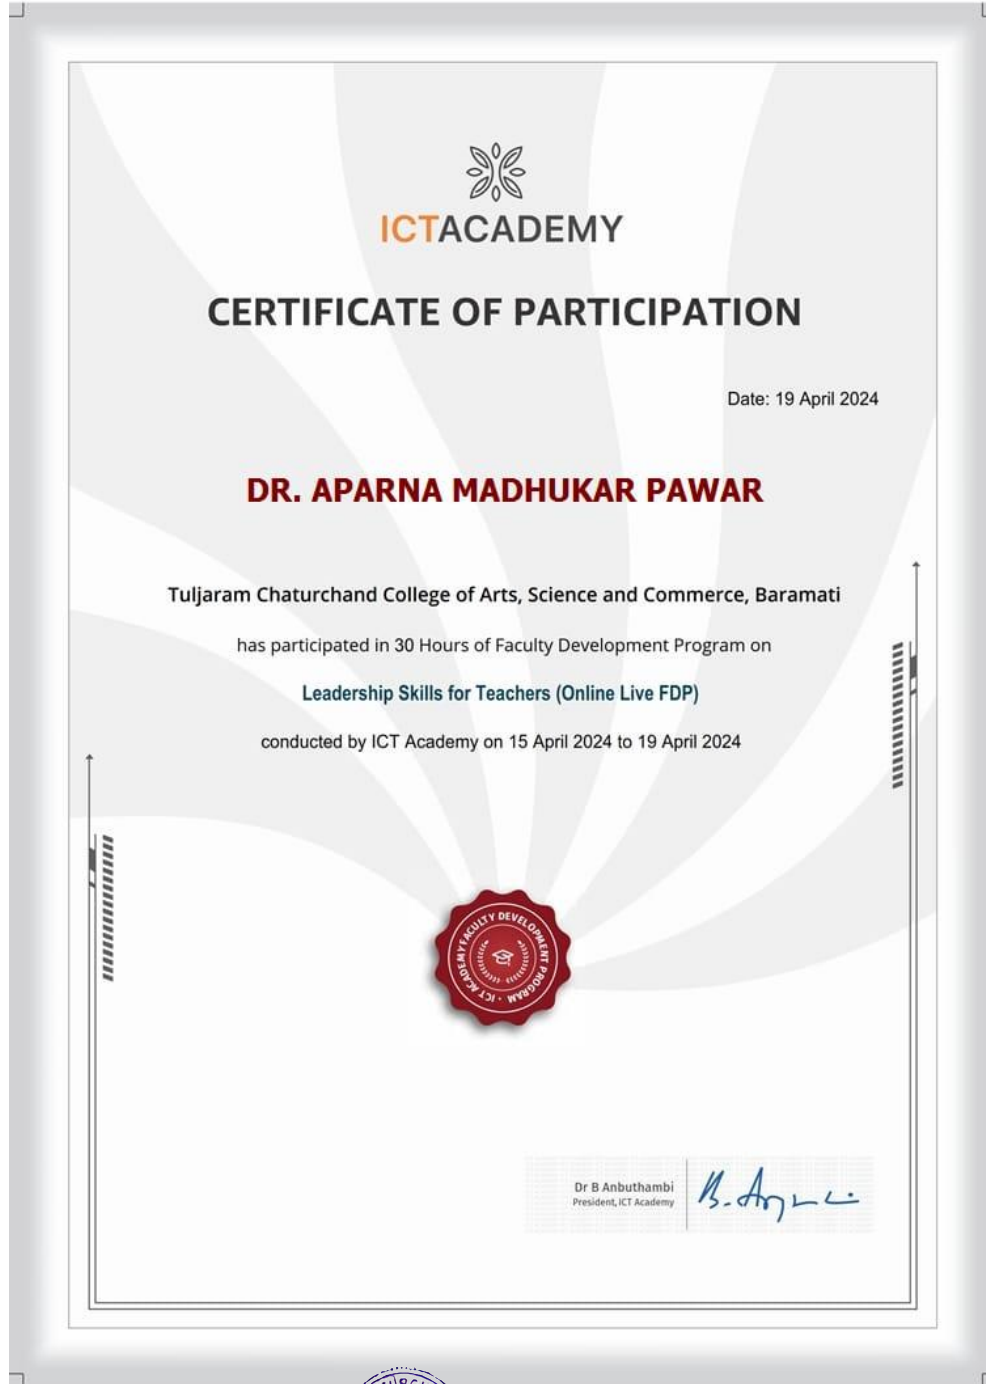 ICTACADEMY
CERTIFICATE OF PARTICIPATION
Date: 19 April 2024
DR. APARNA MADHUKAR PAWAR
Tuljaram Chaturchand College of Arts, Science and Commerce, Baramati
has participated in 30 Hours of Faculty Development Program on
Leadership Skills for Teachers (Online Live FDP)
conducted by ICT Academy on 15 April 2024 to 19 April 2024
FACULTY DEVELOPMENT PROGRAM • ICT ACADEMY
Dr B Anbuthambi
President, ICT Academy